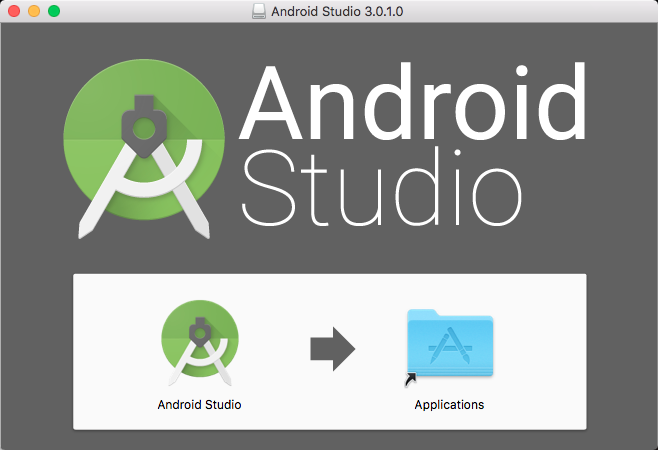 Android Studio 3.0.1.0
Android
Studio
Android Studio
Applications